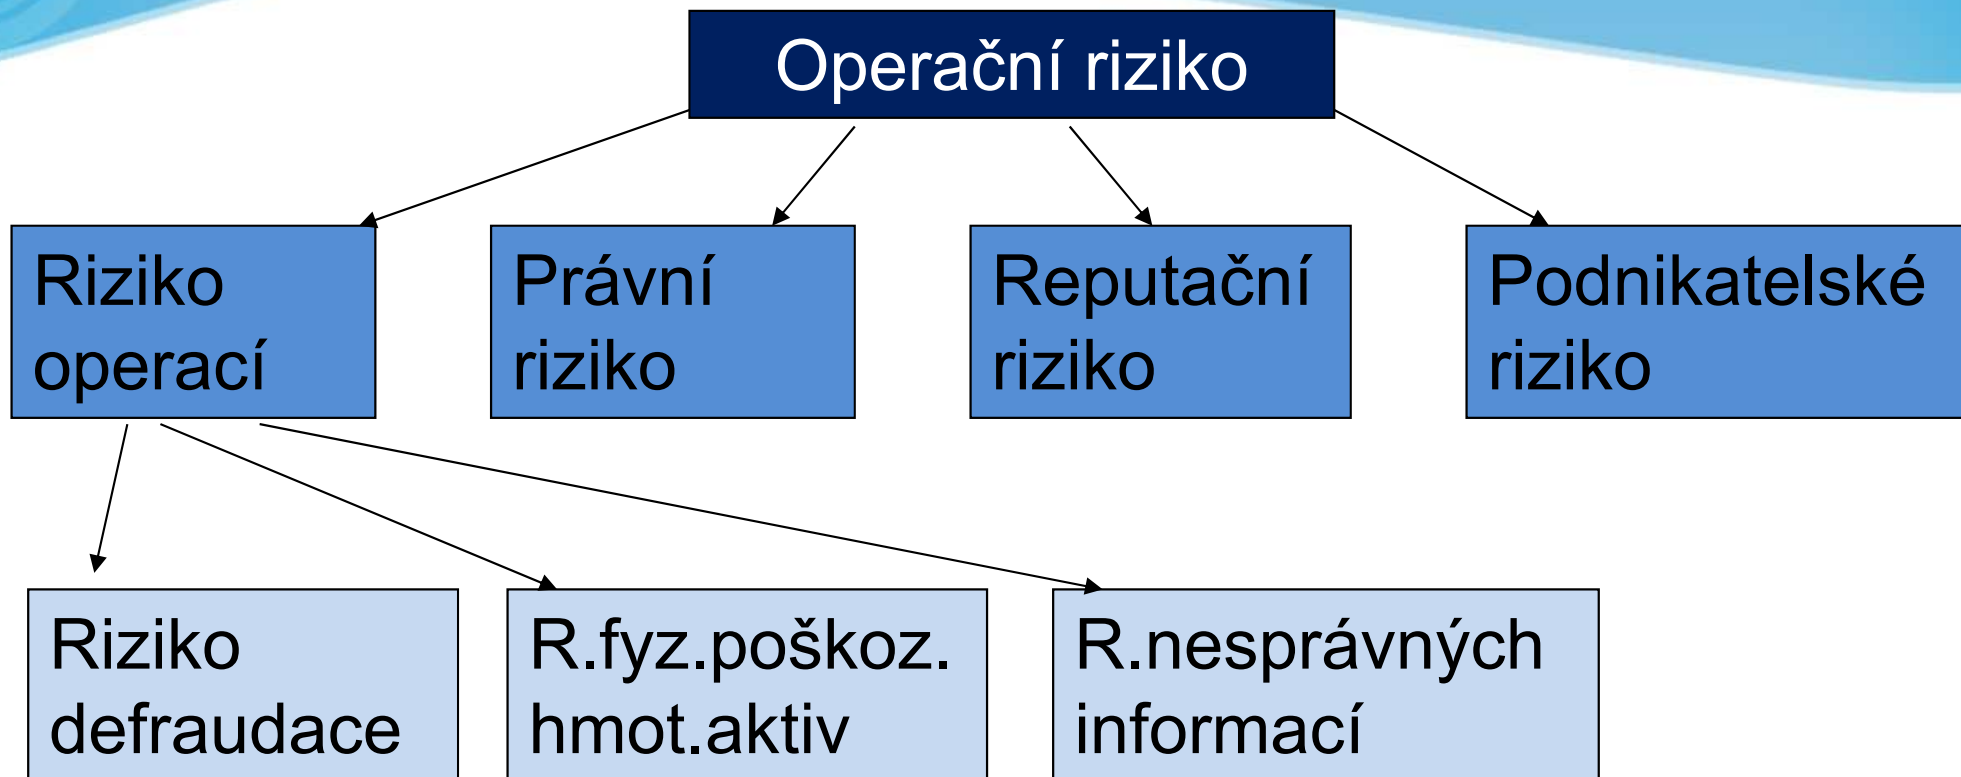 Operační riziko
Riziko
operací
Právní
riziko
Reputační
riziko
Podnikatelské
riziko
Riziko
defraudace
R.fyz.poškoz.
hmot.aktiv
R.nesprávných
informací